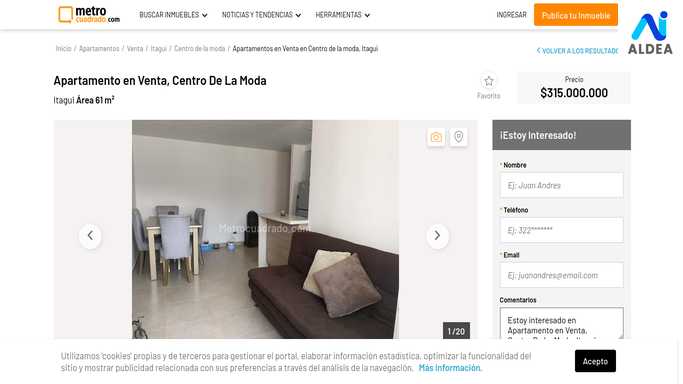 metro
cuadrado.com
BUSCAR INMUEBLES
NOTICIAS Y TENDENCIAS
HERRAMIENTAS
INGRESAR
Publica tu Inmueble
ALDEA
Inicio / Apartamentos / Venta / Itagui / Centro de la moda / Apartamentos en Venta en Centro de la moda, Itagui
VOLVER A LOS RESULTADO
Apartamento en Venta, Centro De La Moda
Itagui Área 61 m²
Favorito
Precio
$315.000.000
Metrocuadrado.com
1 / 20
¡Estoy Interesado!
* Nombre
Ej: Juan Andres
* Teléfono
Ej: 322*******
* Email
Ej: juanandres@email.com
Comentarios
Estoy interesado en
Apartamento en Venta,
Utilizamos 'cookies' propias y de terceros para gestionar el portal, elaborar información estadística, optimizar la funcionalidad del
sitio y mostrar publicidad relacionada con sus preferencias a través del análisis de la navegación. Más información.
Acepto